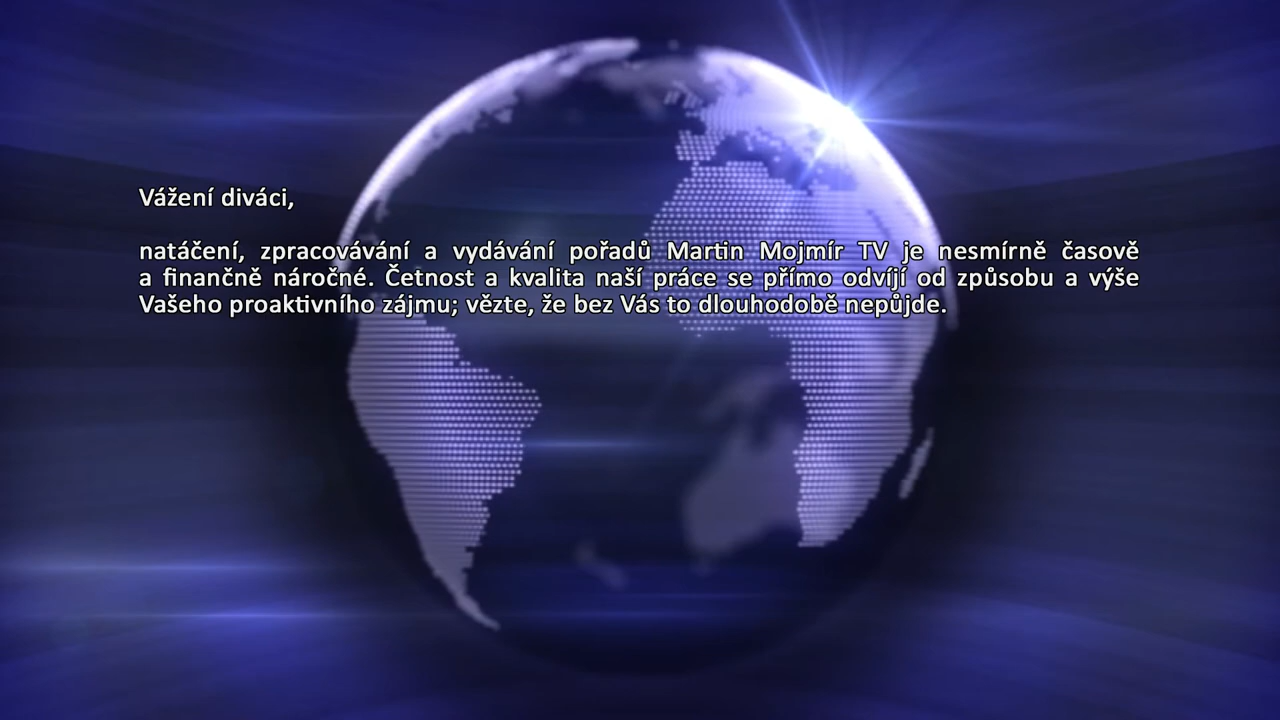 Vážení diváci,
natáčení, zpracovávání a vydávání pořadů Martin Mojmír TV je nesmírně časově
a finančně náročné. Četnost a kvalita naší práce se přímo odvíjí od způsobu a výše
Vašeho proaktivního zájmu; vězte, že bez Vás to dlouhodobě nepůjde.